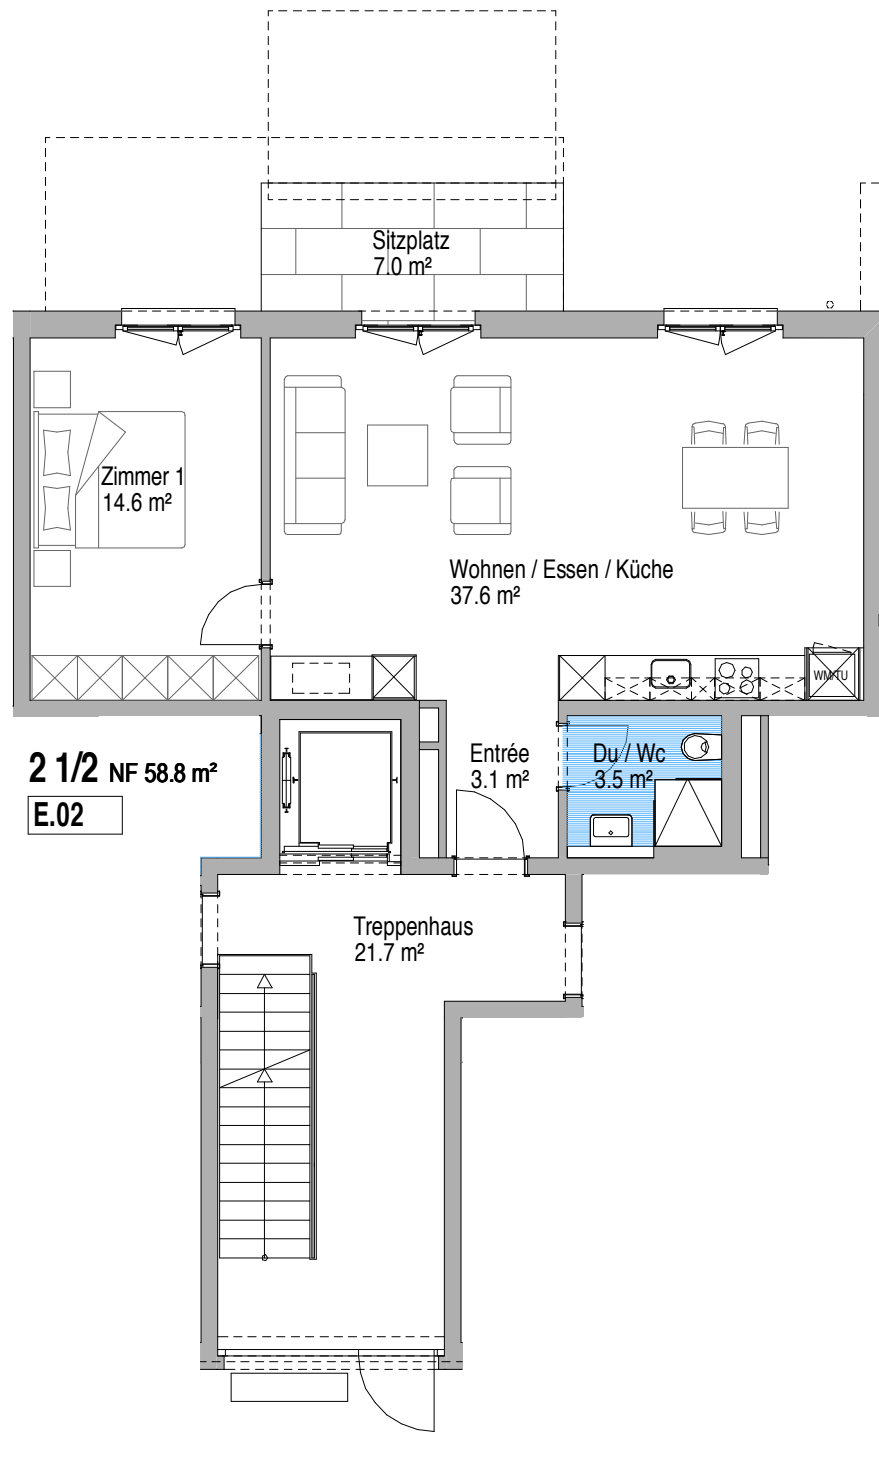 Sitzplatz
7.0 m²
Zimmer 1
14.6 m²
Wohnen / Essen / Küche
37.6 m²
WM/TU
2 1/2 NF 58.8 m²
E.02
Entrée
3.1 m²
Du / Wc
3.5 m²
Treppenhaus
21.7 m²